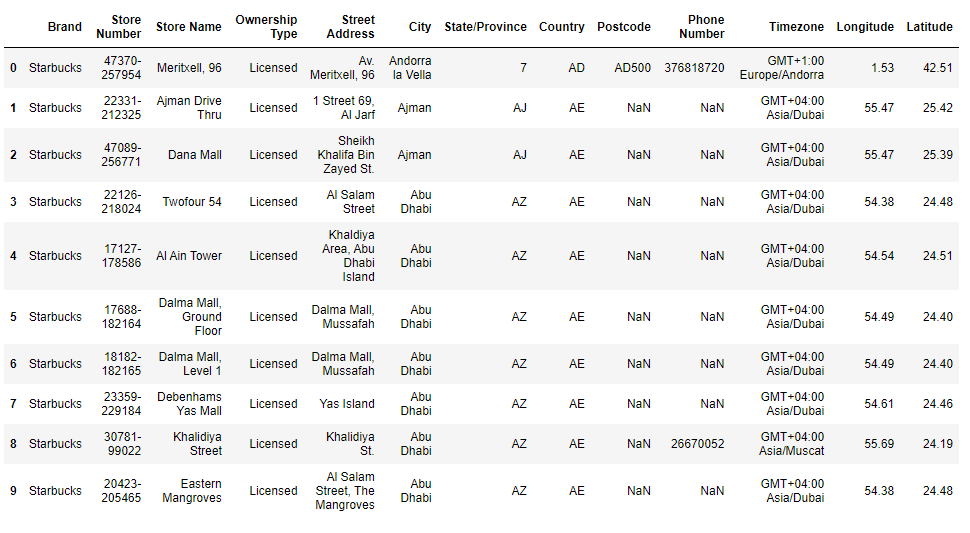 Brand Store Number Store Name Ownership Type Street Address City State/Province Country Postcode Phone Number Timezone Longitude Latitude
0 Starbucks 47370-257954 Meritxell, 96 Licensed Av. Meritxell, 96 Andorra la Vella 7 AD AD500 376818720 GMT+1:00 Europe/Andorra 1.53 42.51
1 Starbucks 22331-212325 Ajman Drive Thru Licensed 1 Street 69, Al Jarf Ajman AJ AE NaN NaN GMT+04:00 Asia/Dubai 55.47 25.42
2 Starbucks 47089-256771 Dana Mall Licensed Sheikh Khalifa Bin Zayed St. Ajman AJ AE NaN NaN GMT+04:00 Asia/Dubai 55.47 25.39
3 Starbucks 22126-218024 Twofour 54 Licensed Al Salam Street Abu Dhabi AZ AE NaN NaN GMT+04:00 Asia/Dubai 54.38 24.48
4 Starbucks 17127-178586 Al Ain Tower Licensed Khaldiya Area, Abu Dhabi Island Abu Dhabi AZ AE NaN NaN GMT+04:00 Asia/Dubai 54.54 24.51
5 Starbucks 17688-182164 Dalma Mall, Ground Floor Licensed Dalma Mall, Mussafah Abu Dhabi AZ AE NaN NaN GMT+04:00 Asia/Dubai 54.49 24.40
6 Starbucks 18182-182165 Dalma Mall, Level 1 Licensed Dalma Mall, Mussafah Abu Dhabi AZ AE NaN NaN GMT+04:00 Asia/Dubai 54.49 24.40
7 Starbucks 23359-229184 Debenhams Yas Mall Licensed Yas Island Abu Dhabi AZ AE NaN NaN GMT+04:00 Asia/Dubai 54.61 24.46
8 Starbucks 30781-99022 Khalidiya Street Licensed Khalidiya St. Abu Dhabi AZ AE NaN 26670052 GMT+04:00 Asia/Muscat 55.69 24.19
9 Starbucks 20423-205465 Eastern Mangroves Licensed Al Salam Street, The Mangroves Abu Dhabi AZ AE NaN NaN GMT+04:00 Asia/Dubai 54.38 24.48